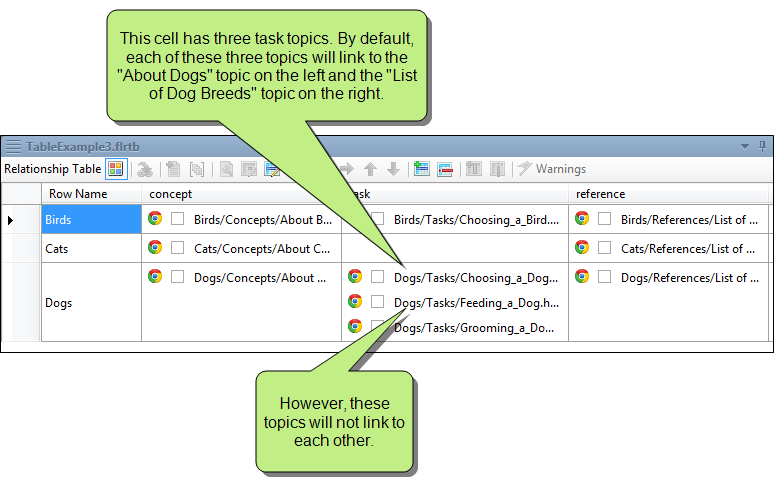 This cell has three task topics. By default,
each of these three topics will link to the
"About Dogs" topic on the left and the "List
of Dog Breeds" topic on the right.
TableExample3.flrtb
Relationship Table Warnings
Row Name concept ask reference
Birds Birds/Concepts/About B... Birds/Tasks/Choosing_a_Bird.... Birds/References/List of ...
Cats Cats/Concepts/About C... Cats/References/List of ...
Dogs/Concepts/About ... Dogs/Tasks/Choosing_a_Dog... Dogs/References/List of ...
Dogs Dogs/Tasks/Feeding_a_Dog.h...
Dogs/Tasks/Grooming_a_Do...
However, these
topics will not link to
each other.